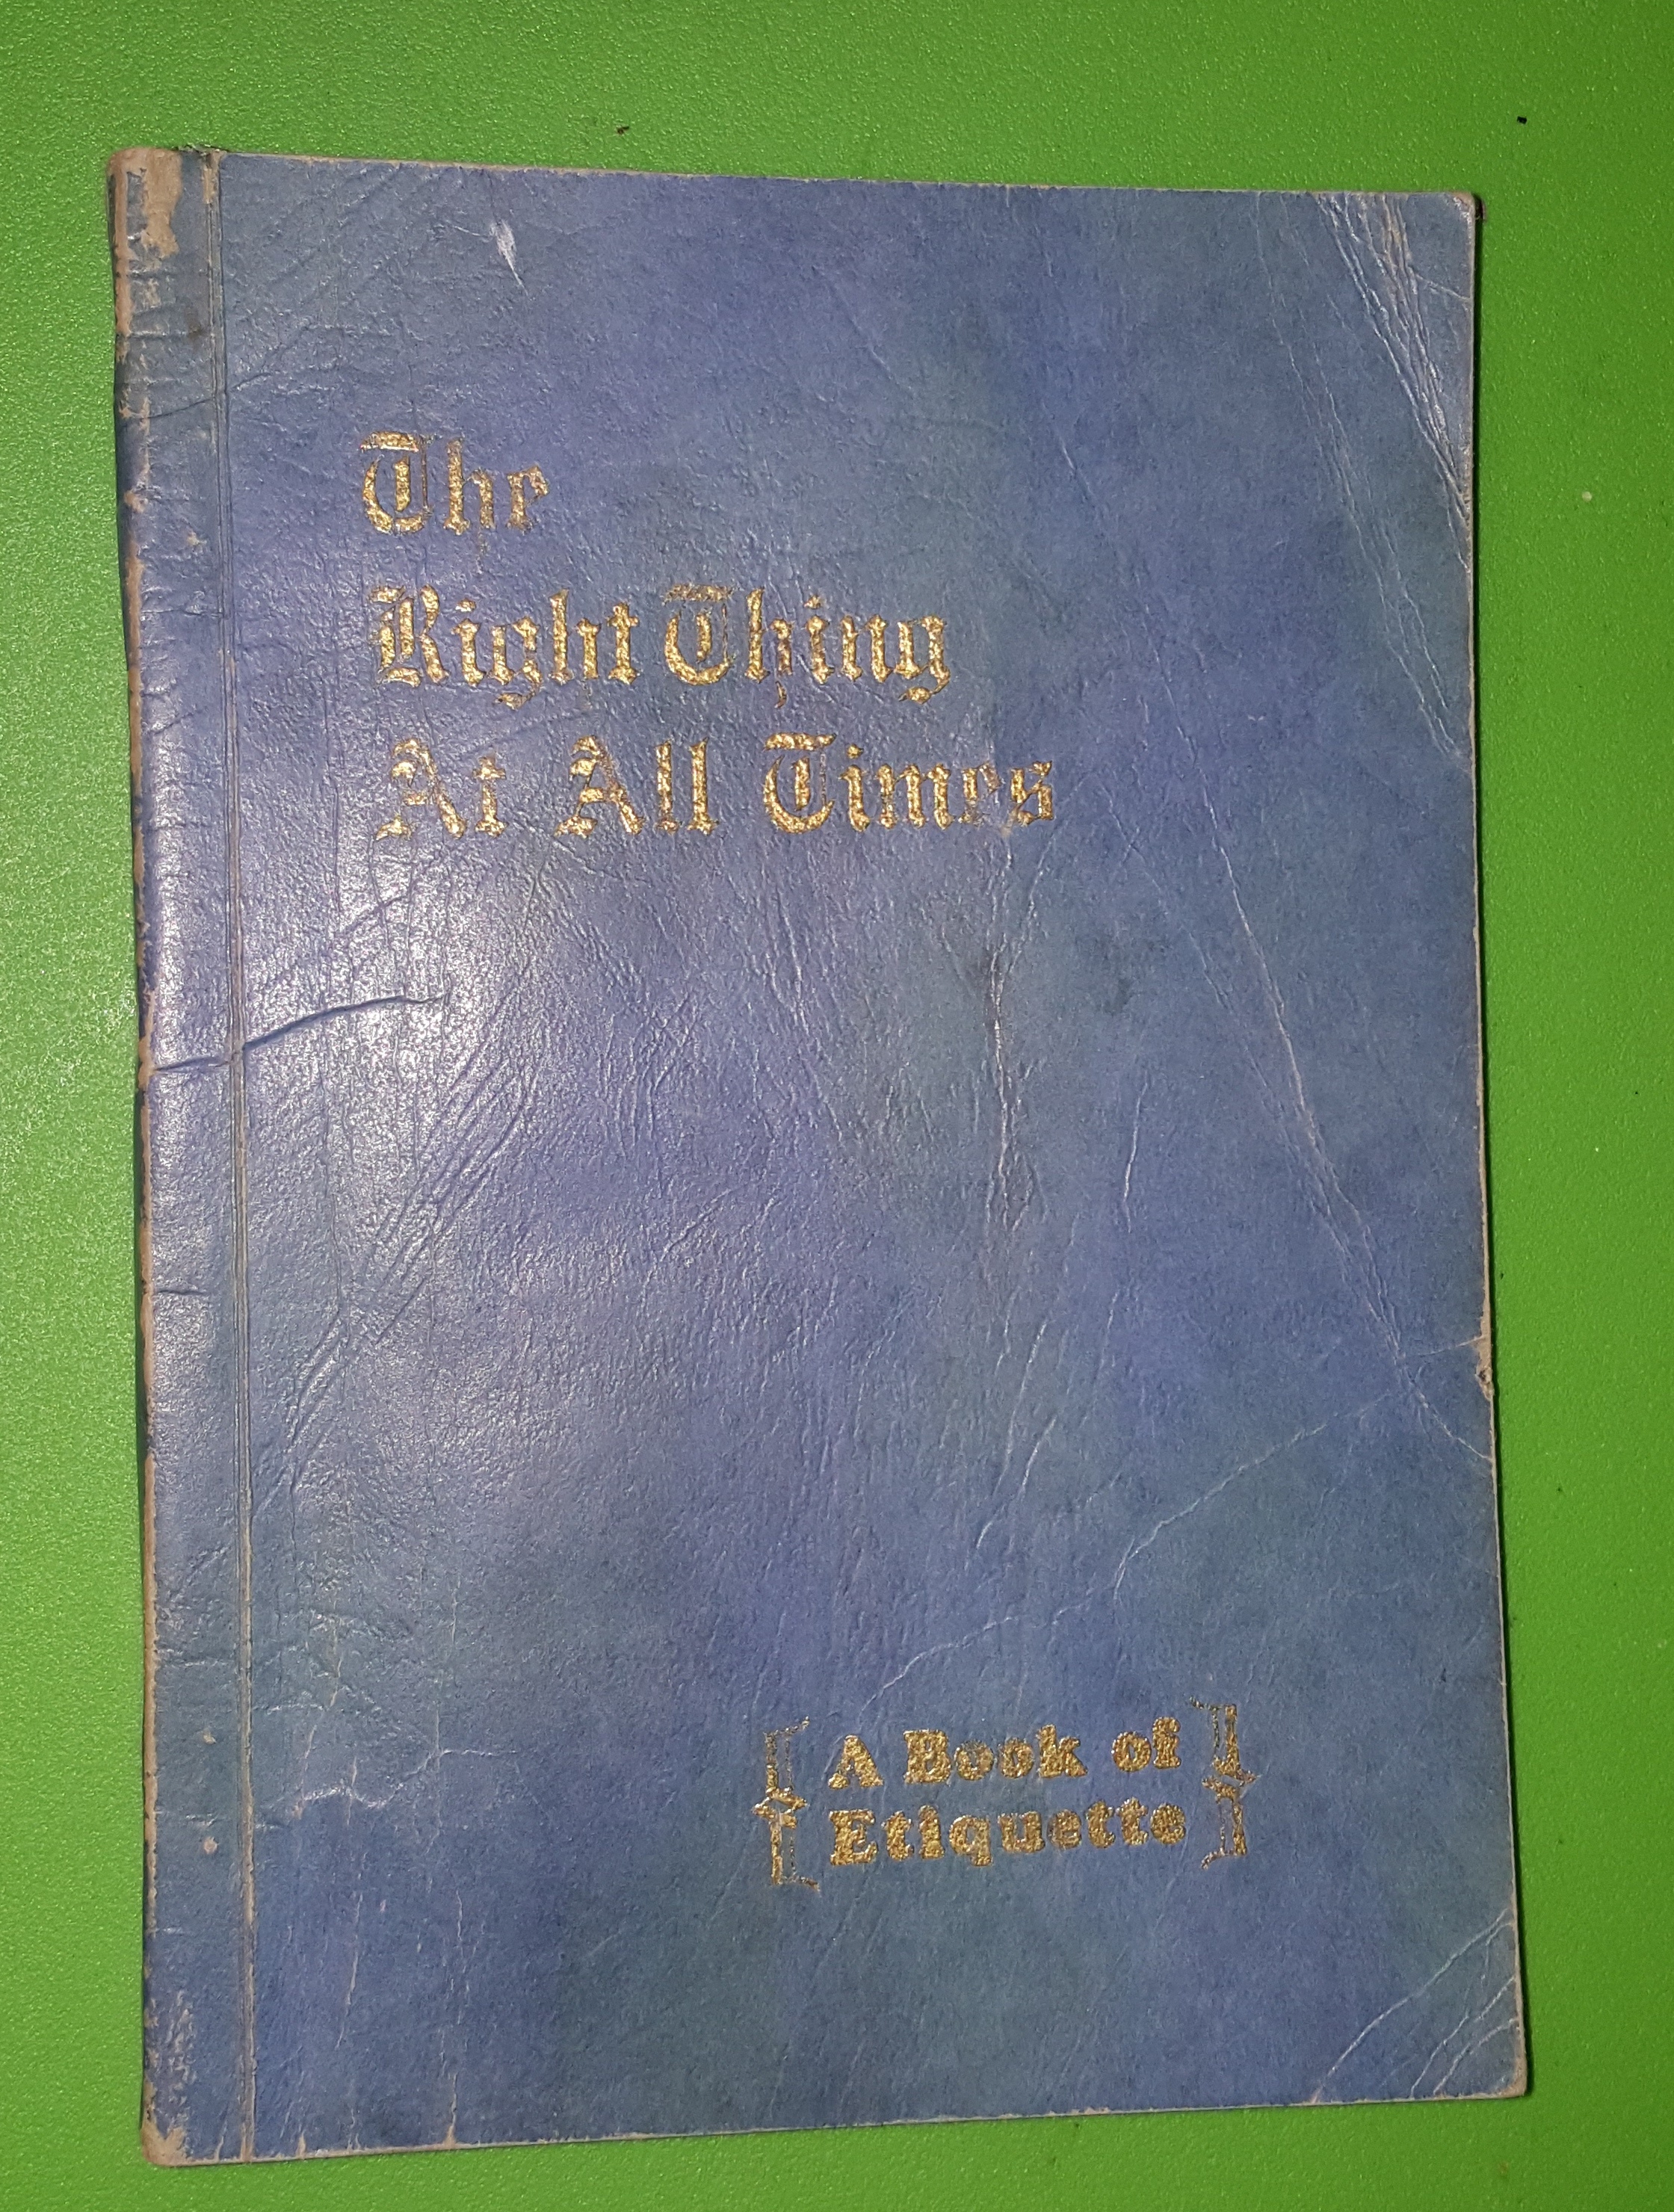 The
Right Thing
At All Times
A Book of
Etiquette